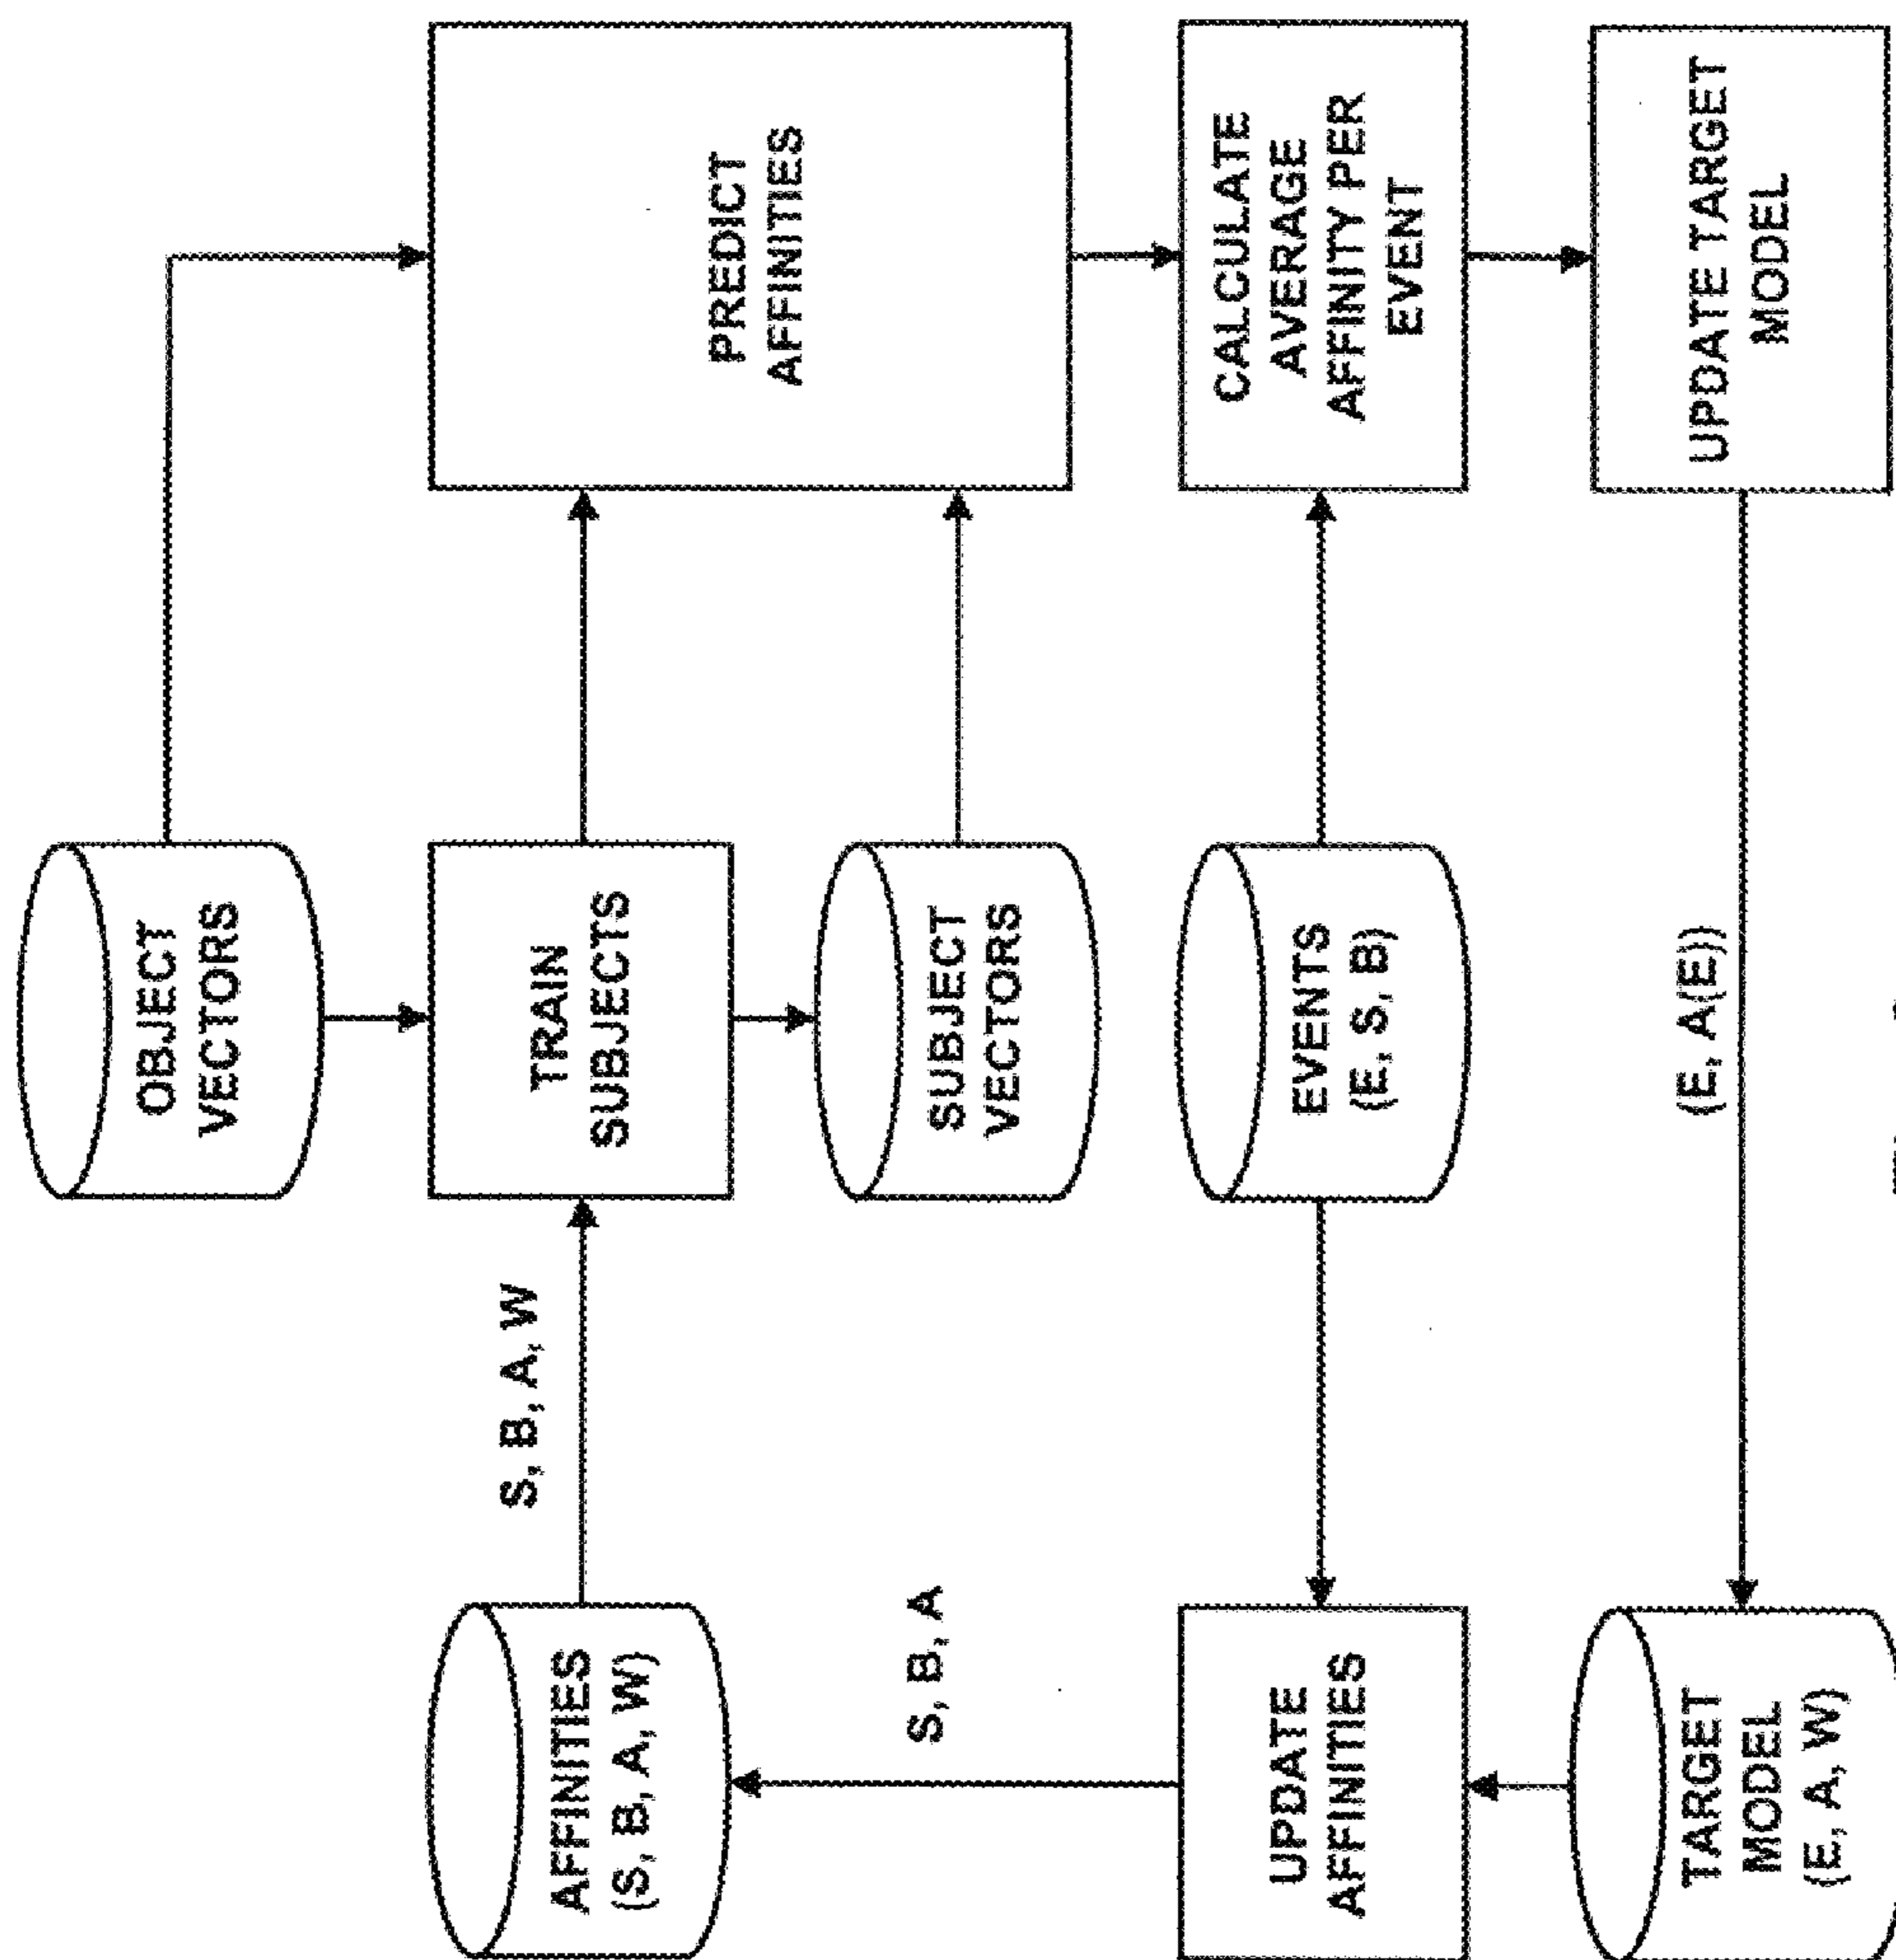 OBJECT
VECTORS
AFFINITIES
(S, B, A, W)
S, B, A, W
TRAIN
SUBJECTS
PREDICT
AFFINITIES
S, B, A
SUBJECT
VECTORS
UPDATE
AFFINITIES
EVENTS
(E, S, B)
CALCULATE
AVERAGE
AFFINITY PER
EVENT
TARGET
MODEL
(E, A, W)
(E, A(E))
UPDATE TARGET
MODEL